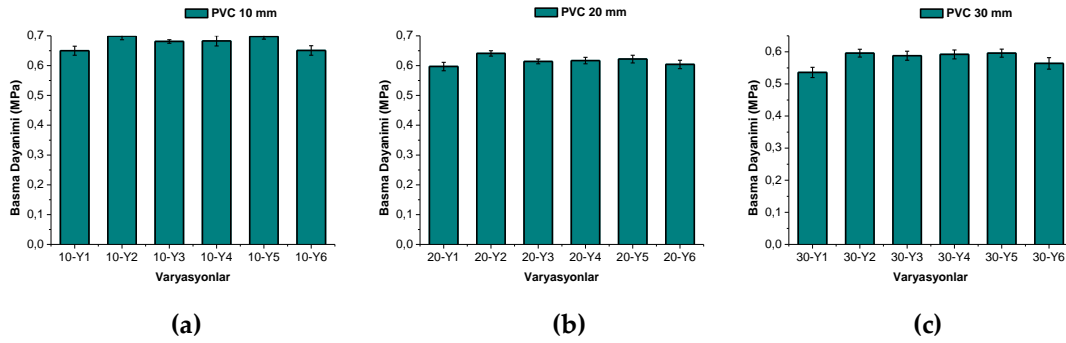 PVC 10 mm
0,7
0,6
0,5
0,4
0,3
0,2
0,1
0,0
Basma Dayanimi (MPa)
10-Y1 10-Y2 10-Y3 10-Y4 10-Y5 10-Y6
Varyasyonlar
(a)
PVC 20 mm
0,7
0,6
0,5
0,4
0,3
0,2
0,1
0,0
Basma Dayanimi (MPa)
20-Y1 20-Y2 20-Y3 20-Y4 20-Y5 20-Y6
Varyasyonlar
(b)
PVC 30 mm
0,6
0,5
0,4
0,3
0,2
0,1
0,0
Basma Dayanimi (MPa)
30-Y1 30-Y2 30-Y3 30-Y4 30-Y5 30-Y6
Varyasyonlar
(c)